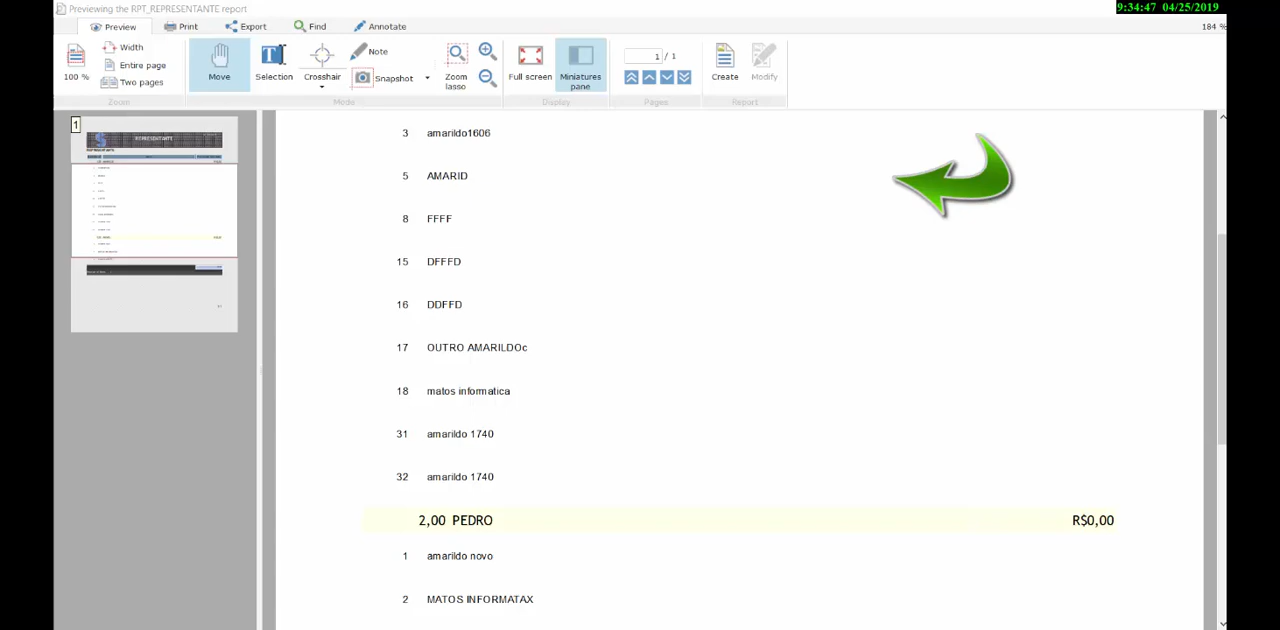 Previewing the RPT_REPRESENTANTE report
9:34:47 04/25/2019
Preview Print Export Find Annotate
184 %
Width
Entire page
Two pages
100 %
Zoom
Move
Selection
Crosshair
Note
Snapshot
Zoom lasso
Mode
Full screen
Miniatures pane
Display
1 / 1
Pages
Create
Modify
Report
1
REPRESENTANTE
3 amarildo1606
5 AMARID
8 FFFF
15 DFFFD
16 DDFFD
17 OUTRO AMARILDOc
18 matos informatica
31 amarildo 1740
32 amarildo 1740
2,00 PEDRO R$0,00
1 amarildo novo
2 MATOS INFORMATAX